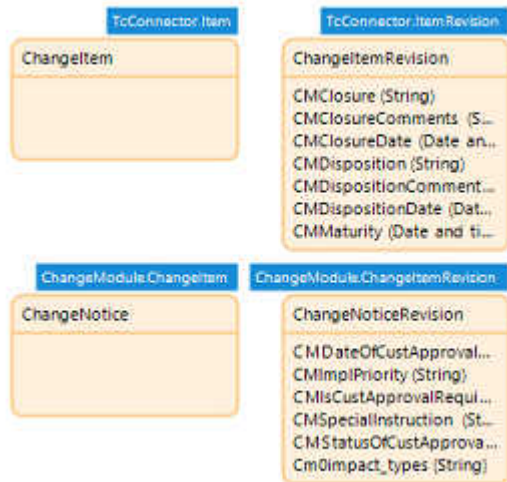 TcConnector.Item
ChangeItem
TcConnector.ItemRevision
ChangeItemRevision
CMClosure (String)
CMClosureComments (S...
CMClosureDate (Date an...
CMDisposition (String)
CMDispositionComment...
CMDispositionDate (Dat...
CMMaturity (Date and ti...
ChangeModule.ChangeItem
ChangeNotice
ChangeModule.ChangeItemRevision
ChangeNoticeRevision
CMDateOfCustApproval...
CMImplPriority (String)
CMIsCustApprovalRequi...
CMSpecialInstruction (St...
CMStatusOfCustApprova...
Cm0impact_types (String)